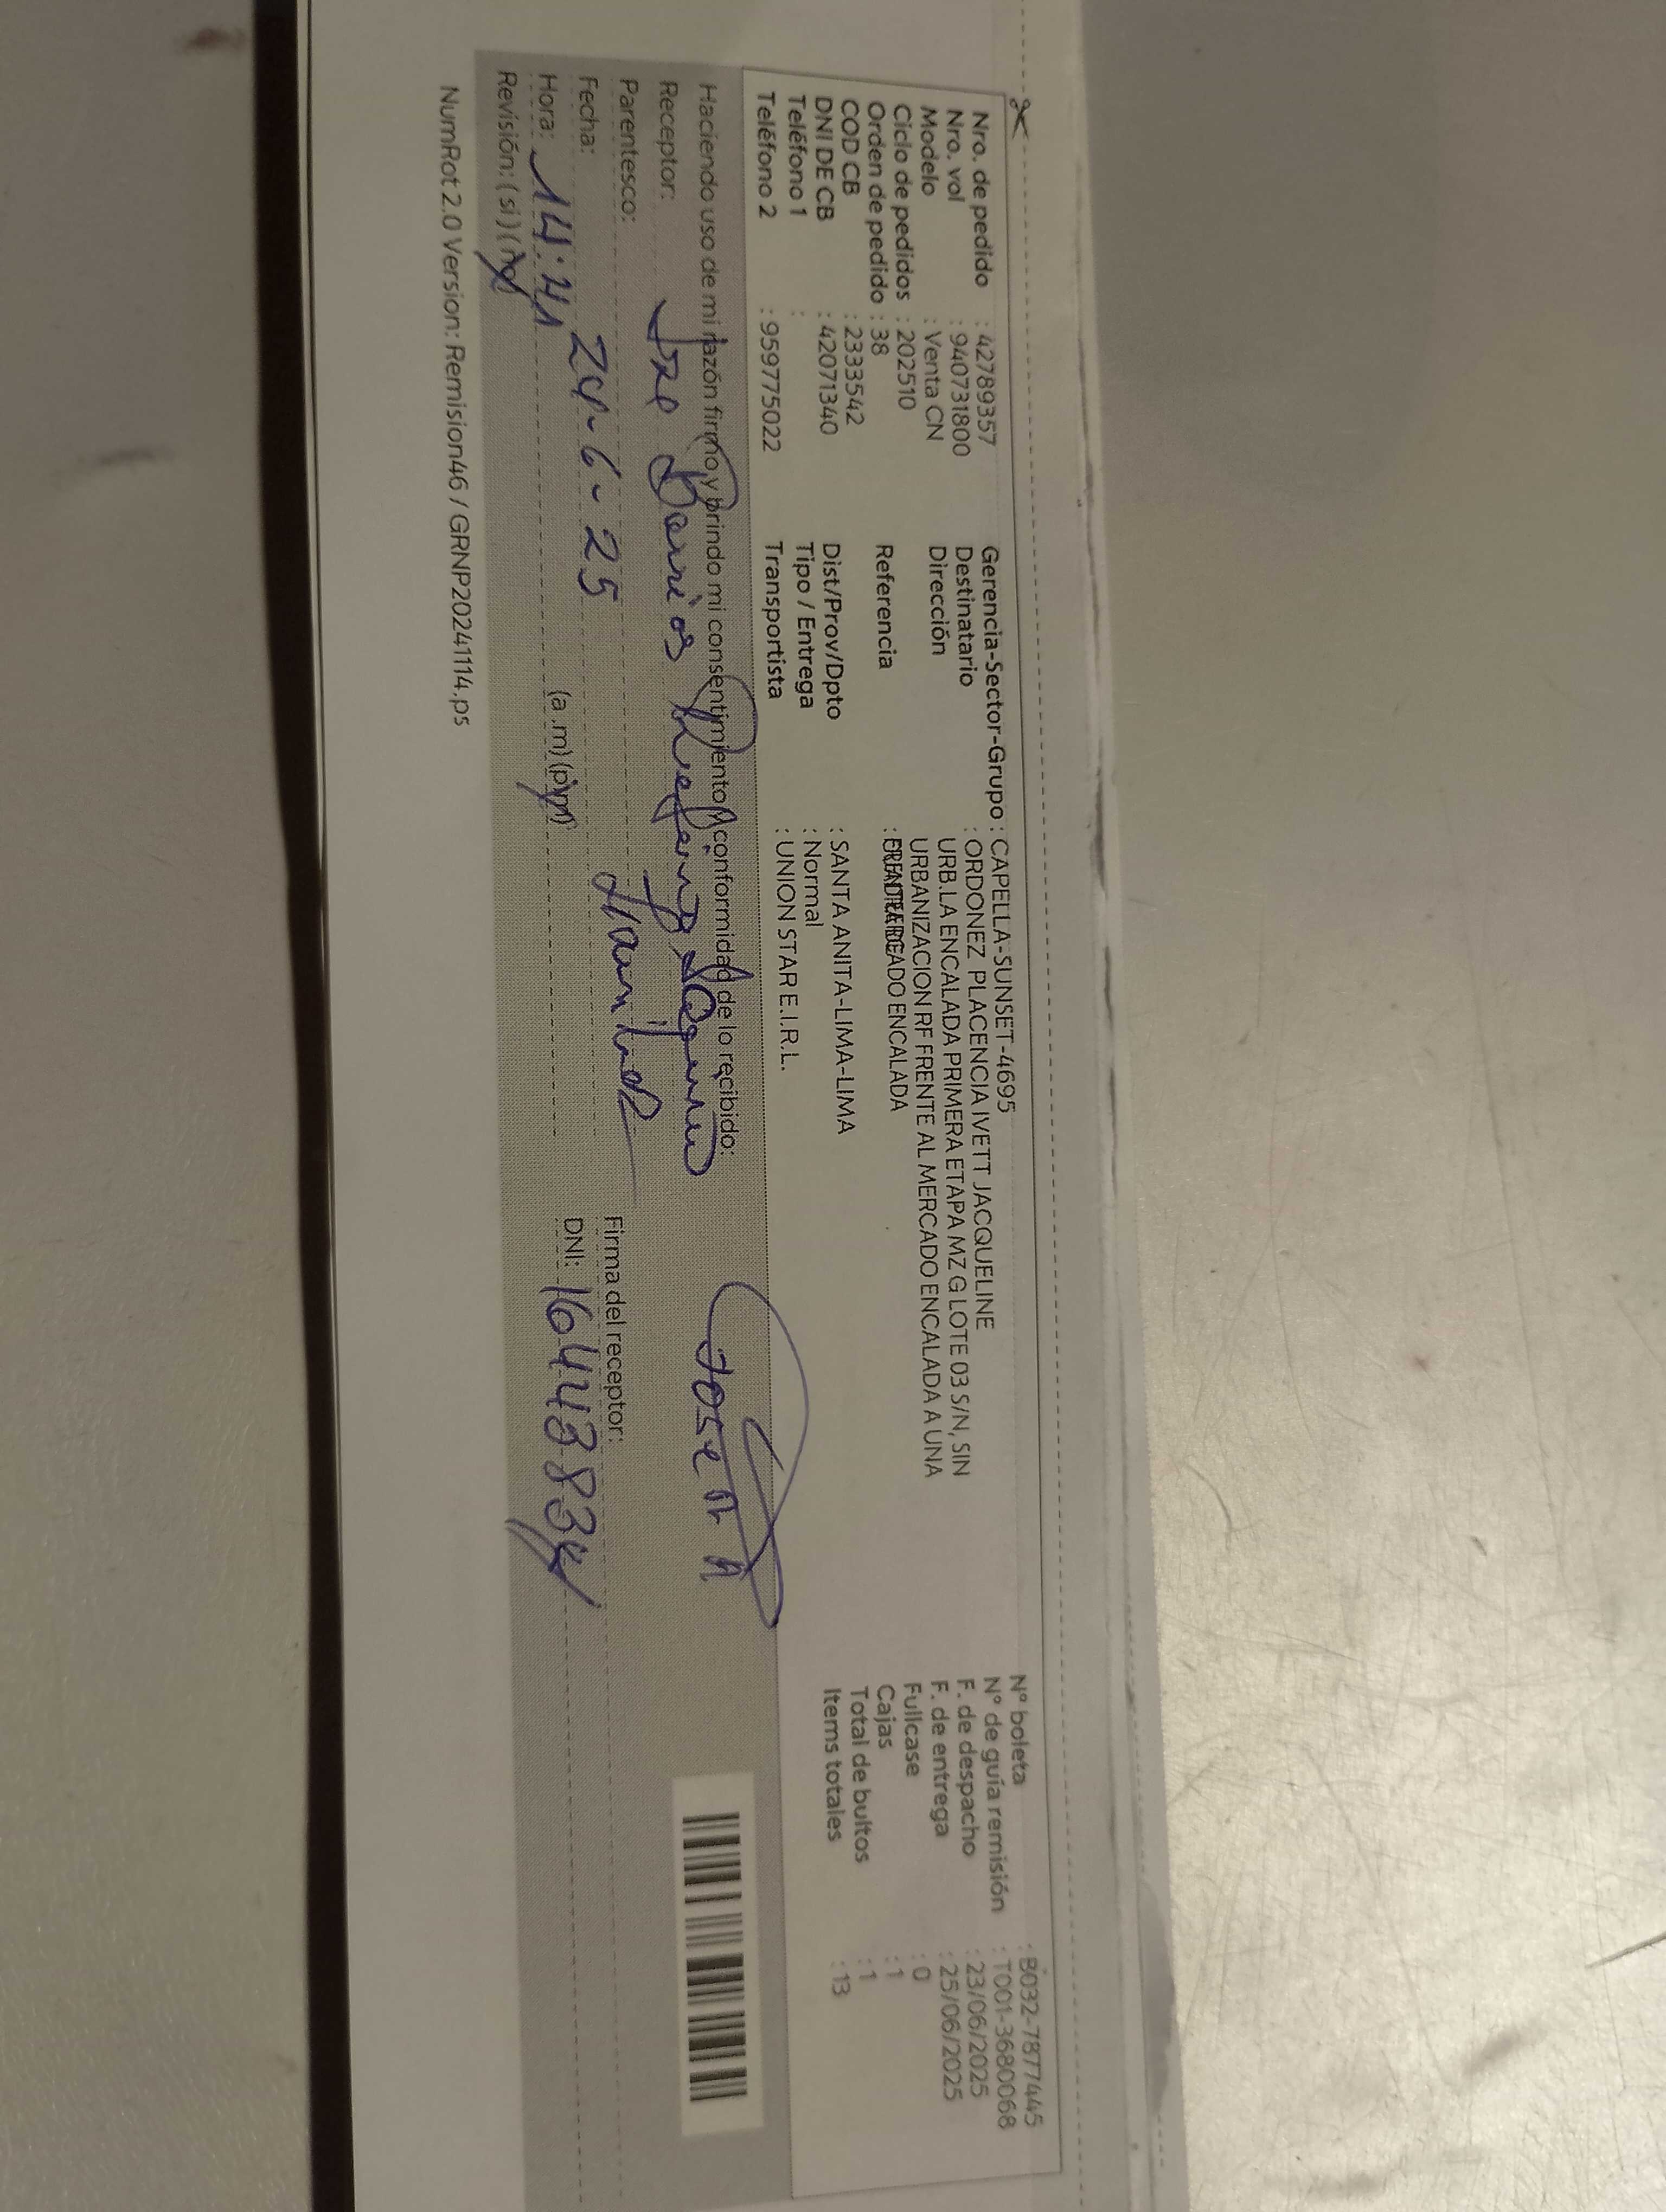 Nro. de pedido : 42789357
Nro. vol : 940731800
Modelo : Venta CN
Ciclo de pedidos : 202510
Orden de pedido : 38
COD CB : 2333542
DNI DE CB : 42071340
Teléfono 1 :
Teléfono 2 : 959775022
Gerencia-Sector-Grupo : CAPELLA-SUNSET-4695
Destinatario : ORDONEZ PLACENCIA IVETT JACQUELINE
Dirección URB.LA ENCALADA PRIMERA ETAPA MZ G LOTE 03 S/N, SIN
URBANIZACION RF FRENTE AL MERCADO ENCALADA A UNA
Referencia : ENCALADA
Dist/Prov/Dpto : SANTA ANITA-LIMA-LIMA
Tipo / Entrega : Normal
Transportista : UNION STAR E.I.R.L.
Nº boleta : B032-7877445
Nº de guía remisión : T001-3680068
F. de despacho : 23/06/2025
F. de entrega : 25/06/2025
Fullcase : 0
Cajas : 1
Total de bultos : 1
Items totales : 13
Haciendo uso de mi razón firmo y brindo mi consentimiento y conformidad de lo recibido:
Receptor: Barrios
Parentesco:
Fecha: 24-6-25
Hora: (a.m) (p.m)
Revisión: ( si ) ( no )
José
Firma del receptor:
DNI:
NumRot 2.0 Version: Remision46 / GRNP20241114.ps